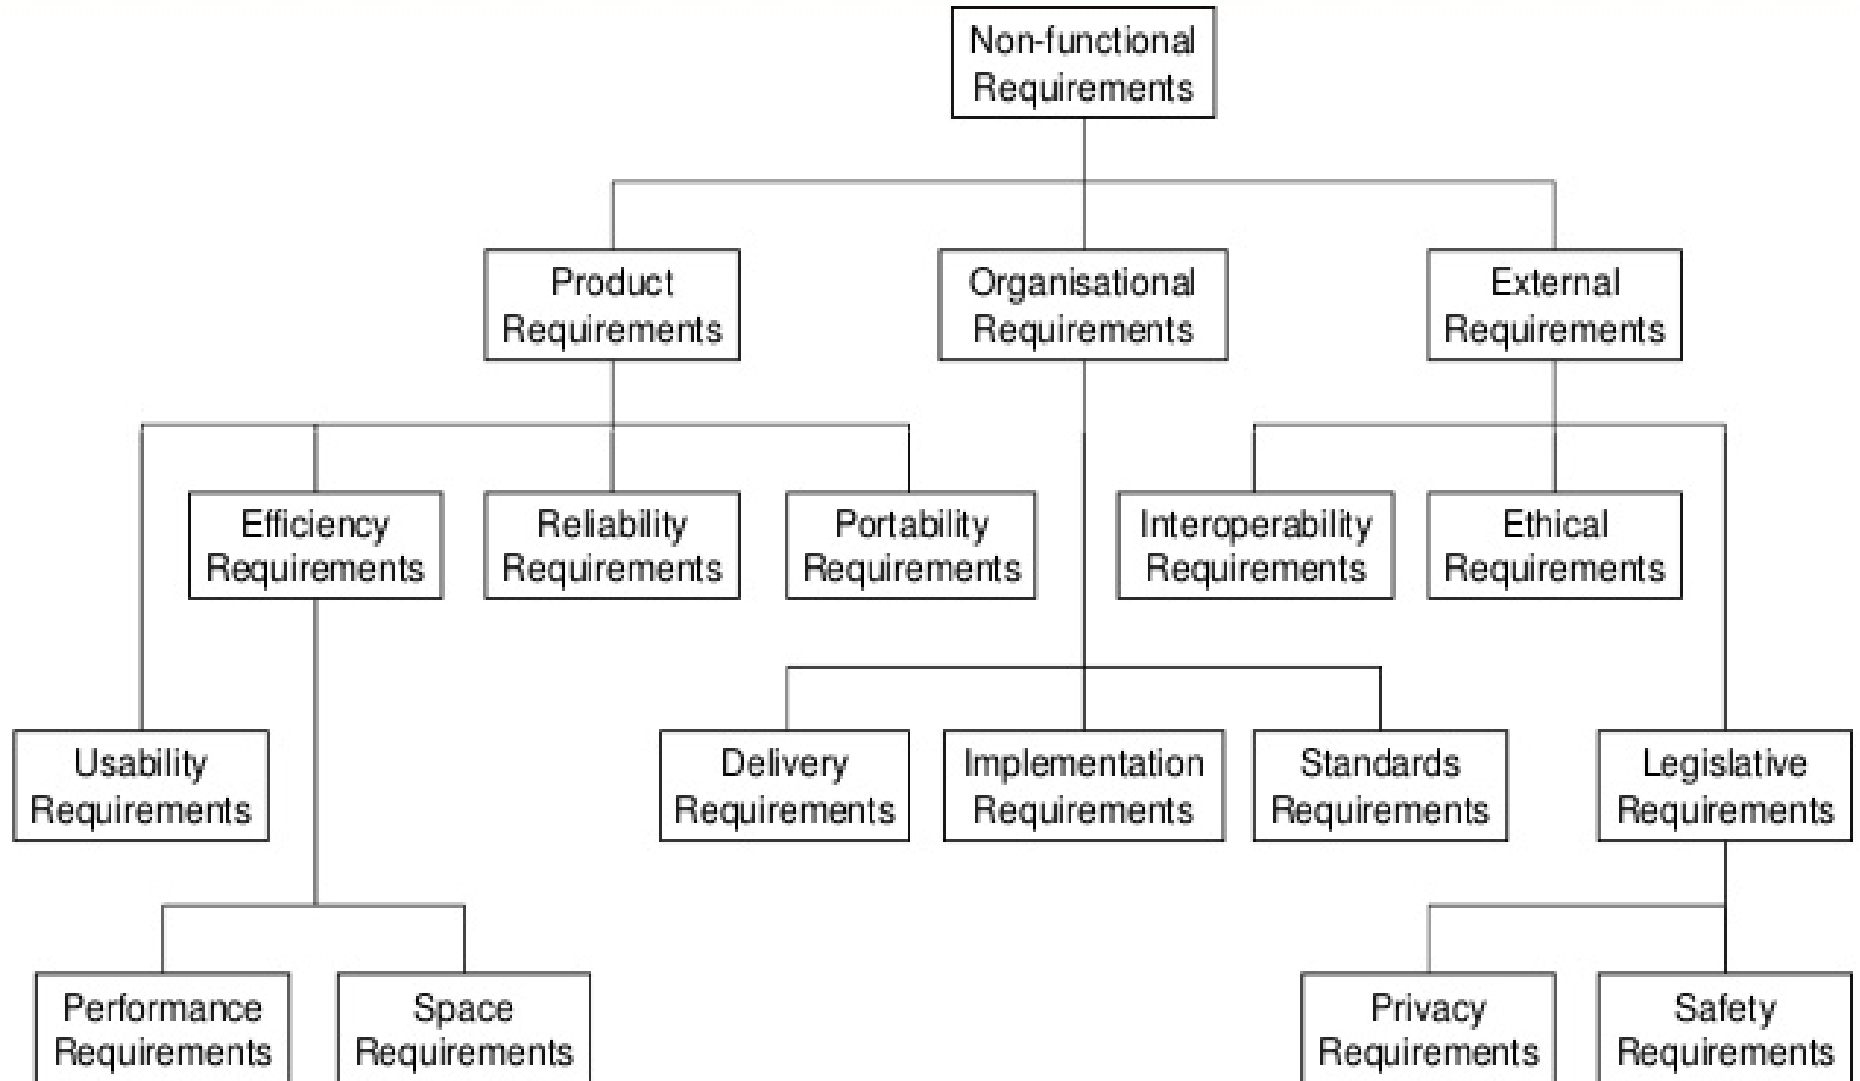 Non-functional
Requirements
Product
Requirements
Organisational
Requirements
External
Requirements
Efficiency
Requirements
Reliability
Requirements
Portability
Requirements
Interoperability
Requirements
Ethical
Requirements
Usability
Requirements
Delivery
Requirements
Implementation
Requirements
Standards
Requirements
Legislative
Requirements
Performance
Requirements
Space
Requirements
Privacy
Requirements
Safety
Requirements